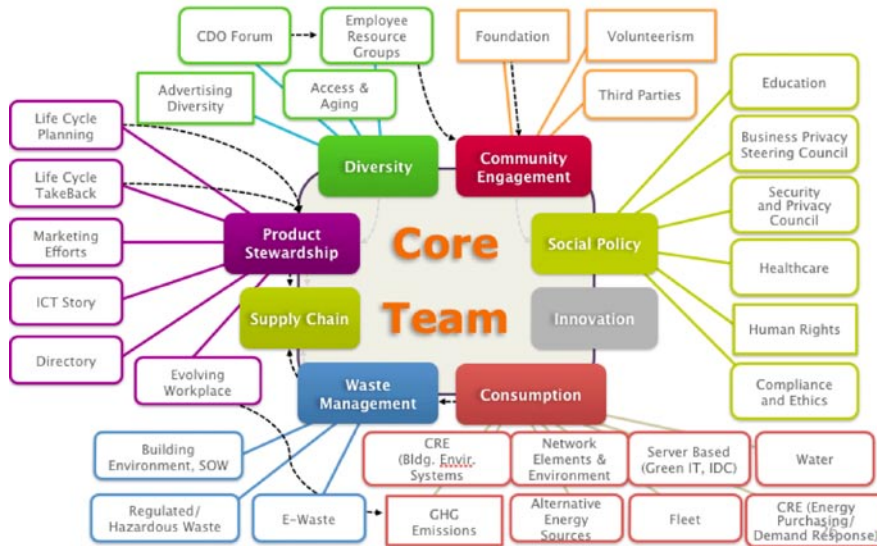 CDO Forum
Employee
Resource
Groups
Foundation
Volunteerism
Advertising
Diversity
Access &
Aging
Third Parties
Education
Life Cycle
Planning
Business Privacy
Steering Council
Diversity
Community
Engagement
Life Cycle
TakeBack
Security
and Privacy
Council
Marketing
Efforts
Product
Stewardship
Core
Social Policy
Healthcare
ICT Story
Supply Chain
Team
Innovation
Human Rights
Directory
Evolving
Workplace
Waste
Management
Consumption
Compliance
and Ethics
Building
Environment, SOW
CRE
(Bldg. Envir.
Systems
Network
Elements &
Environment
Server Based
(Green IT, IDC)
Water
Regulated/
Hazardous Waste
E-Waste
GHG
Emissions
Alternative
Energy
Sources
Fleet
CRE (Energy
Purchasing/
Demand Response)
26